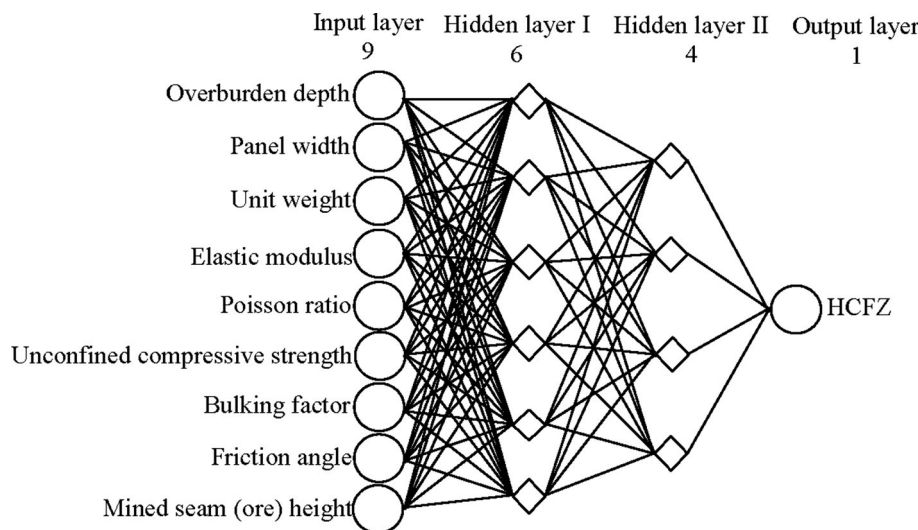 Input layer Hidden layer I Hidden layer II Output layer
9 6 4 1
Overburden depth
Panel width
Unit weight
Elastic modulus
Poisson ratio
HCFZ
Unconfined compressive strength
Bulking factor
Friction angle
Mined seam (ore) height